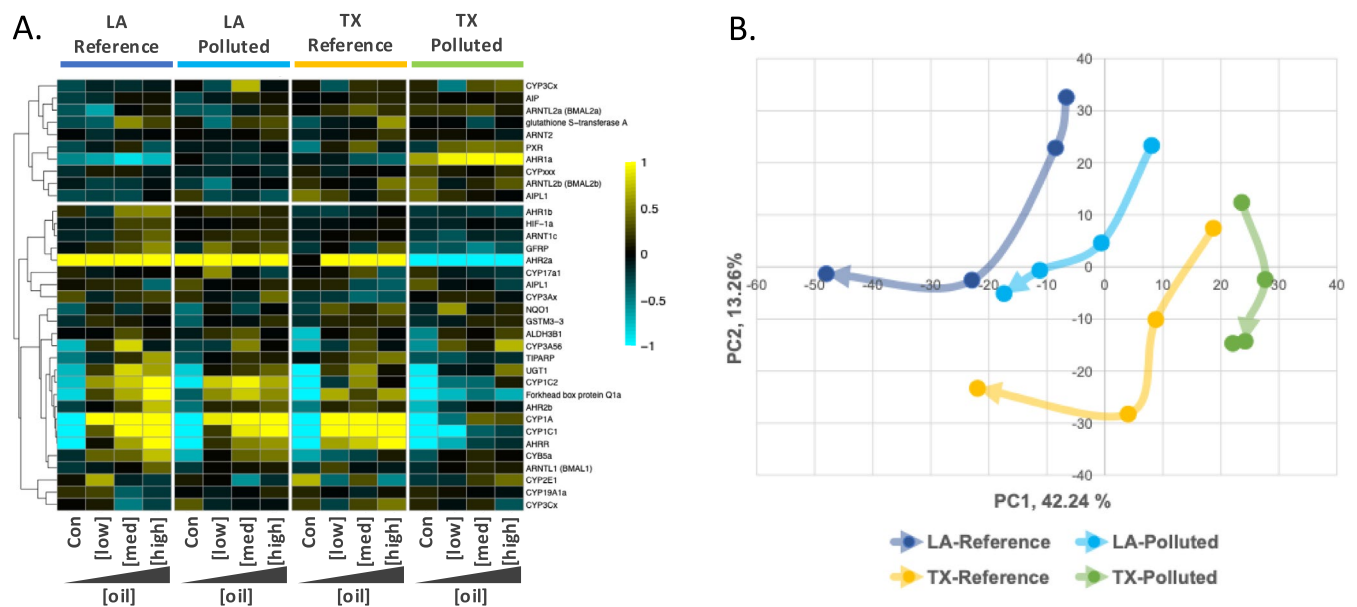 A.
LA
Reference
LA
Polluted
TX
Reference
TX
Polluted
CYP3Cx
AIP
ARNTL2a (BMAL2a)
glutathione S−transferase A
ARNT2
PXR
AHR1a
CYPxxx
ARNTL2b (BMAL2b)
AIPL1
AHR1b
HIF−1a
ARNT1c
GFRP
AHR2a
CYP17a1
AIPL1
CYP3Ax
NQO1
GSTM3−3
ALDH3B1
CYP3A56
TIPARP
UGT1
CYP1C2
Forkhead box protein Q1a
AHR2b
CYP1A
CYP1C1
AHRR
CYB5a
ARNTL1 (BMAL1)
CYP2E1
CYP19A1a
CYP3Cx
1
0.5
0
−0.5
−1
Con [low] [med] [high] Con [low] [med] [high] Con [low] [med] [high] Con [low] [med] [high]
[oil] [oil] [oil] [oil]
B.
40
30
20
10
0
-60 -50 -40 -30 -20 -10 0 10 20 30 40
-10
-20
-30
-40
PC2, 13.26%
PC1, 42.24 %
LA-Reference LA-Polluted
TX-Reference TX-Polluted